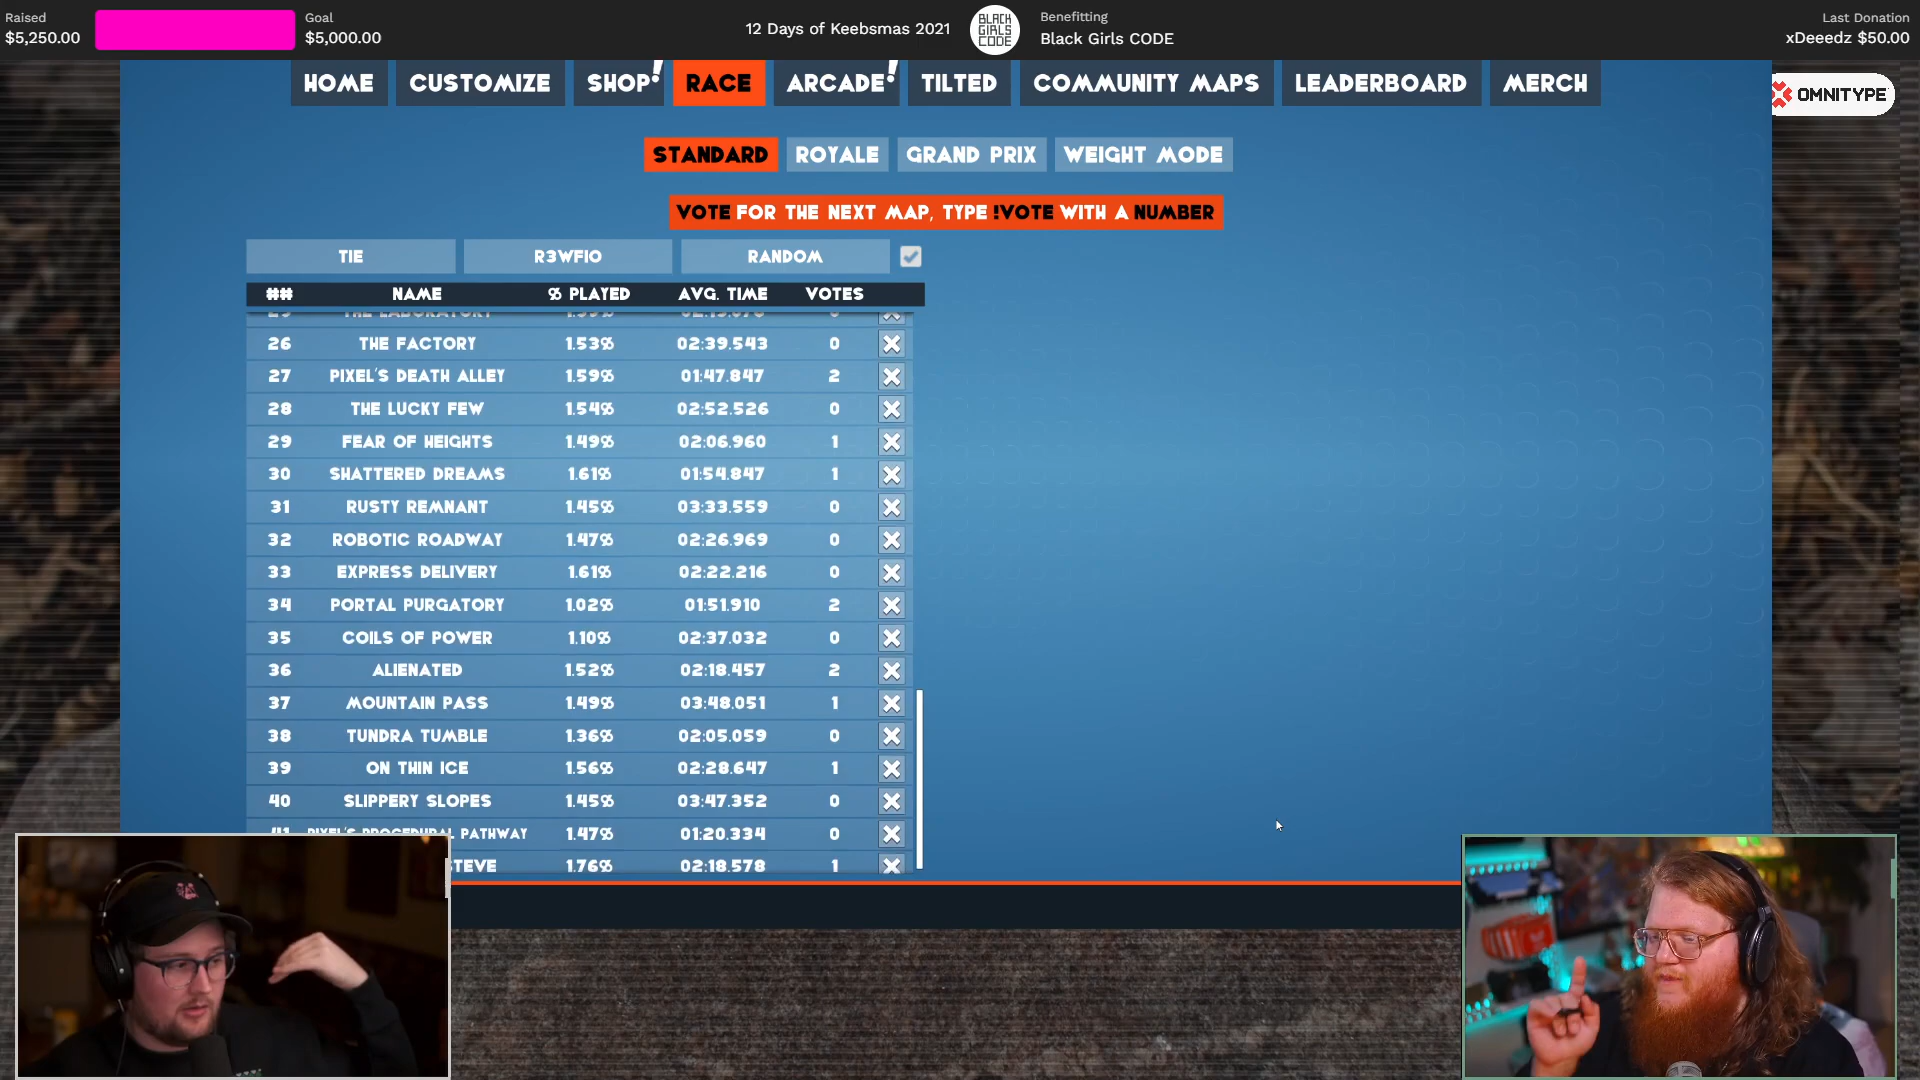 Raised
$5,250.00
Goal
$5,000.00
12 Days of Keebsmas 2021
BLACK
GIRLS
CODE
Benefitting
Black Girls CODE
Last Donation
xDeeedz $50.00
OMNITYPE
HOME CUSTOMIZE SHOP! RACE ARCADE! TILTED COMMUNITY MAPS LEADERBOARD MERCH
STANDARD ROYALE GRAND PRIX WEIGHT MODE
VOTE FOR THE NEXT MAP, TYPE !VOTE WITH A NUMBER
TIE R3WFIO RANDOM
## NAME % PLAYED AVG. TIME VOTES
THE LABORATORY
26 THE FACTORY 1.53% 02:39.543 0
27 PIXEL'S DEATH ALLEY 1.59% 01:47.847 2
28 THE LUCKY FEW 1.54% 02:52.526 0
29 FEAR OF HEIGHTS 1.49% 02:06.960 1
30 SHATTERED DREAMS 1.61% 01:54.847 1
31 RUSTY REMNANT 1.45% 03:33.559 0
32 ROBOTIC ROADWAY 1.47% 02:26.969 0
33 EXPRESS DELIVERY 1.61% 02:22.216 0
34 PORTAL PURGATORY 1.02% 01:51.910 2
35 COILS OF POWER 1.10% 02:37.032 0
36 ALIENATED 1.52% 02:18.457 2
37 MOUNTAIN PASS 1.49% 03:48.051 1
38 TUNDRA TUMBLE 1.36% 02:05.059 0
39 ON THIN ICE 1.56% 02:28.647 1
40 SLIPPERY SLOPES 1.45% 03:47.352 0
41 PIXEL'S PROCEDURAL PATHWAY 1.47% 01:20.334 0
STEVE 1.76% 02:18.578 1